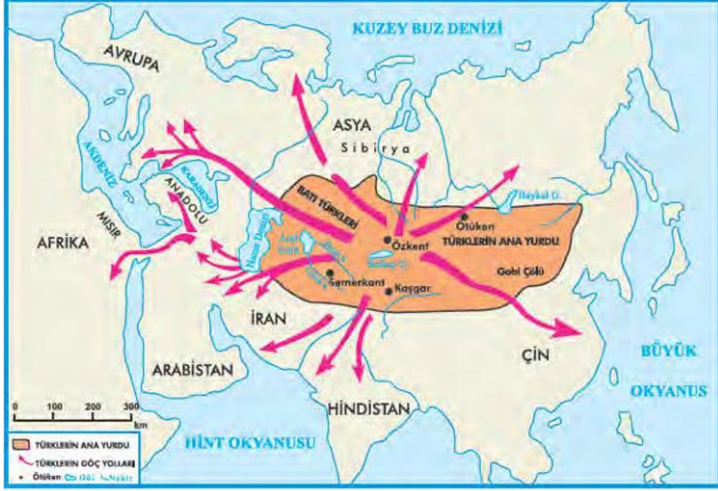 KUZEY BUZ DENİZİ
AVRUPA
ASYA
Sibirya
AKDENİZ
KARADENİZ
ANADOLU
MISIR
AFRİKA
BATI TÜRKLERİ
Hazar Denizi
Baykal G.
Ötüken
Özkent
TÜRKLERİN ANA YURDU
Gobi Çölü
Semerkant
Kaşgar
İRAN
ÇİN
ARABİSTAN
HİNDİSTAN
BÜYÜK
OKYANUS
0 100 200 300
km
HİNT OKYANUSU
TÜRKLERİN ANA YURDU
TÜRKLERİN GÖÇ YOLLARI
Ötüken Göl Nehir